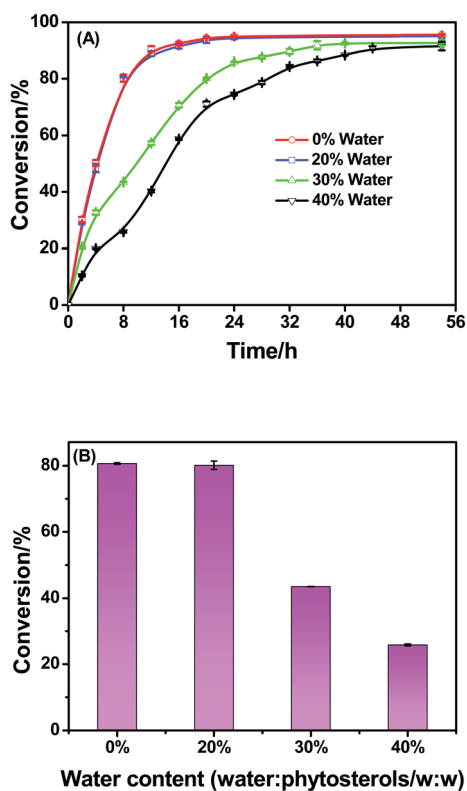 (A)
Conversion/%
100
80
60
40
20
0
0% Water
20% Water
30% Water
40% Water
0 8 16 24 32 40 48 56
Time/h
(B)
Conversion/%
80
60
40
20
0
0% 20% 30% 40%
Water content (water:phytosterols/w:w)